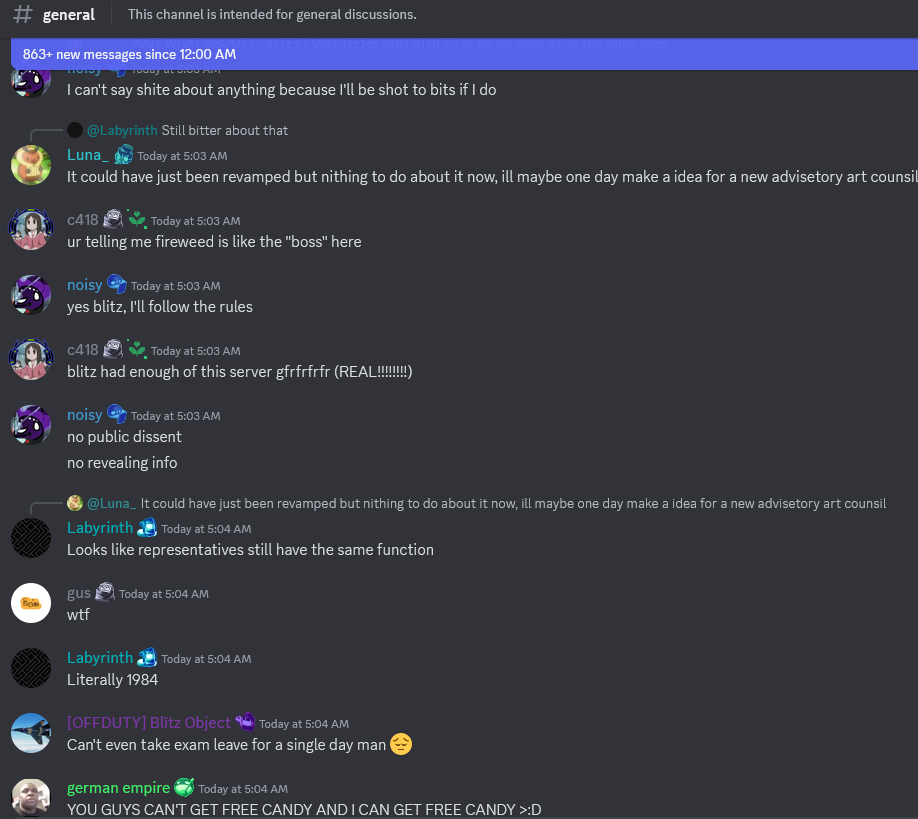 # general
This channel is intended for general discussions.
863+ new messages since 12:00 AM
noisy Today at 5:03 AM
I can't say shite about anything because I'll be shot to bits if I do
@Labyrinth Still bitter about that
Luna_ Today at 5:03 AM
It could have just been revamped but nithing to do about it now, ill maybe one day make a idea for a new advisetory art counsil
c418 Today at 5:03 AM
ur telling me fireweed is like the "boss" here
noisy Today at 5:03 AM
yes blitz, I'll follow the rules
c418 Today at 5:03 AM
blitz had enough of this server gfrfrfrfr (REAL!!!!!!!!)
noisy Today at 5:03 AM
no public dissent
no revealing info
@Luna_ It could have just been revamped but nithing to do about it now, ill maybe one day make a idea for a new advisetory art counsil
Labyrinth Today at 5:04 AM
Looks like representatives still have the same function
gus Today at 5:04 AM
wtf
Labyrinth Today at 5:04 AM
Literally 1984
[OFFDUTY] Blitz Object Today at 5:04 AM
Can't even take exam leave for a single day man 😔
german empire Today at 5:04 AM
YOU GUYS CAN'T GET FREE CANDY AND I CAN GET FREE CANDY >:D